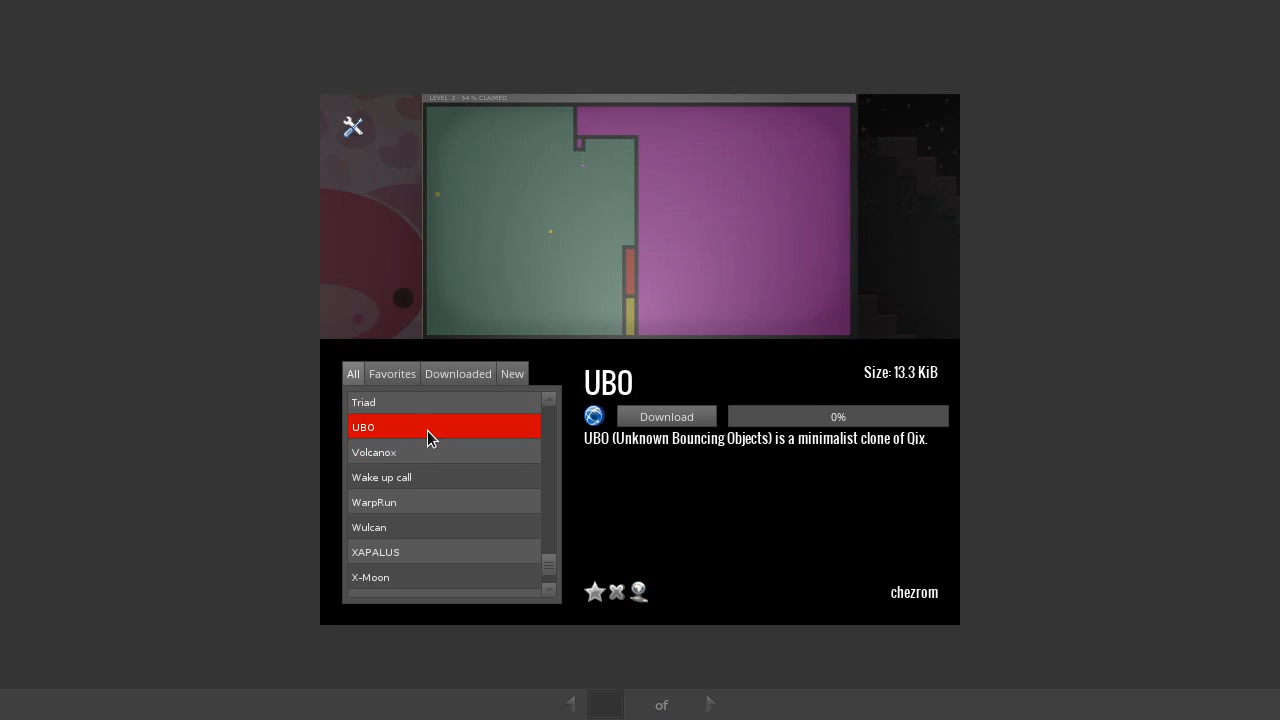 LEVEL 2 : 54 % CLAIMED
All Favorites Downloaded New
Triad
UBO
Volcanox
Wake up call
WarpRun
Wulcan
XAPALUS
X-Moon
UBO
Size: 13.3 KiB
Download 0%
UBO (Unknown Bouncing Objects) is a minimalist clone of Qix.
chezrom
of